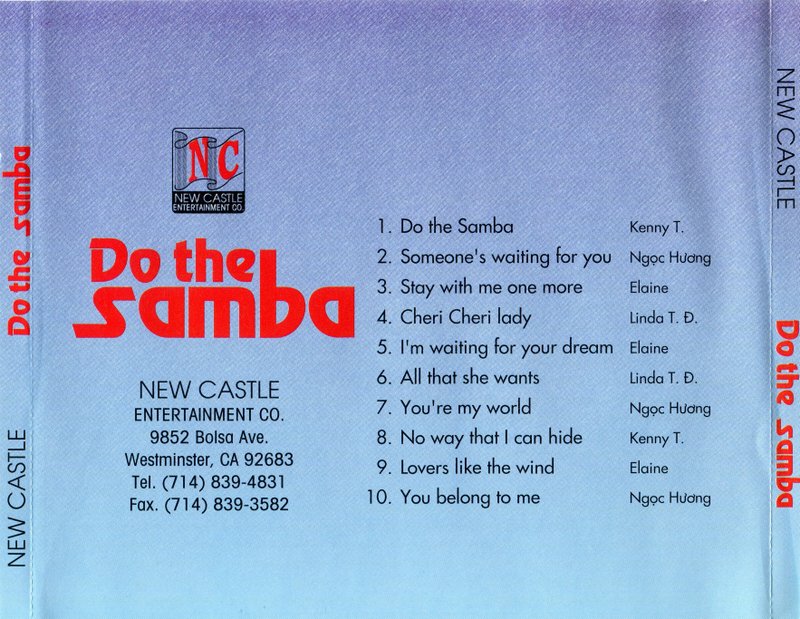 Do the samba
NEW CASTLE
NC
NEW CASTLE
ENTERTAINMENT CO.
Do the
samba
NEW CASTLE
ENTERTAINMENT CO.
9852 Bolsa Ave.
Westminster, CA 92683
Tel. (714) 839-4831
Fax. (714) 839-3582
1. Do the Samba Kenny T.
2. Someone's waiting for you Ngọc Hương
3. Stay with me one more Elaine
4. Cheri Cheri lady Linda T. Đ.
5. I'm waiting for your dream Elaine
6. All that she wants Linda T. Đ.
7. You're my world Ngọc Hương
8. No way that I can hide Kenny T.
9. Lovers like the wind Elaine
10. You belong to me Ngọc Hương
NEW CASTLE
Do the samba